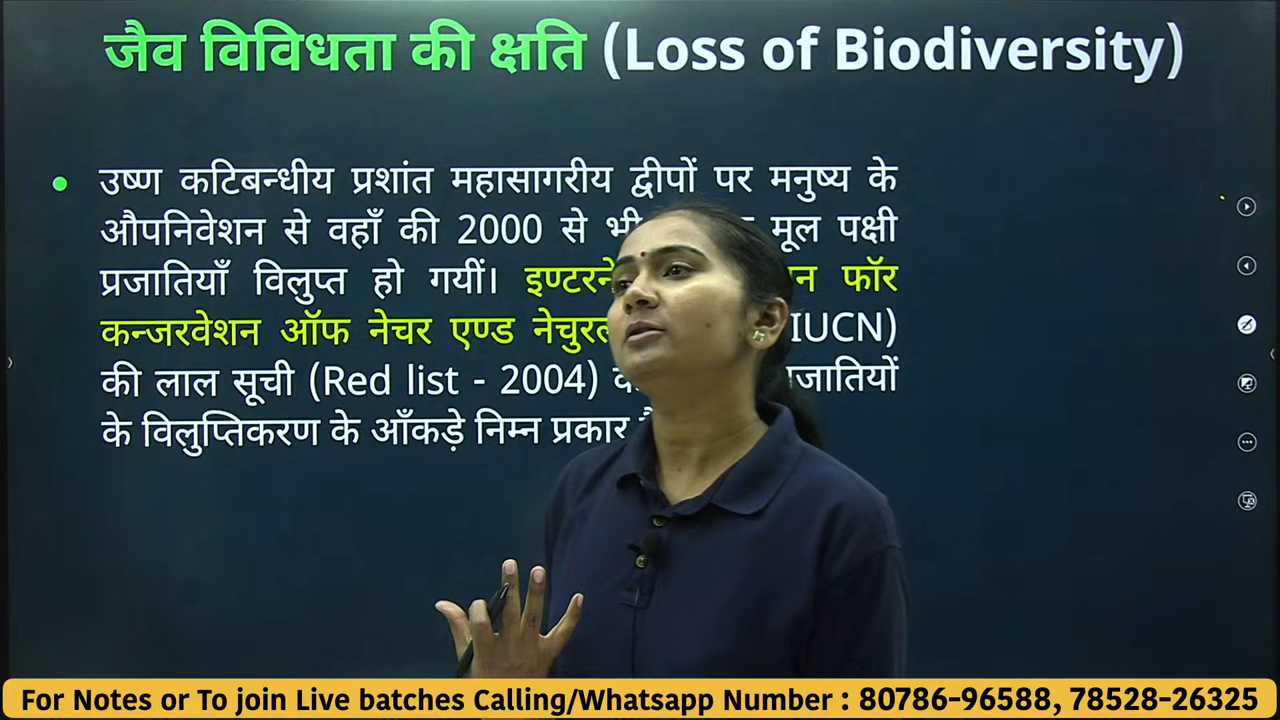 जैव विविधता की क्षति (Loss of Biodiversity)
उष्ण कटिबन्धीय प्रशांत महासागरीय द्वीपों पर मनुष्य के
औपनिवेशन से वहाँ की 2000 से मूल पक्षी
प्रजातियाँ विलुप्त हो गयीं। फॉर
कन्जरवेशन ऑफ नेचर एण्ड IUCN)
की लाल सूची (Red list - 2004)
के विलुप्तिकरण के आँकड़े निम्न प्रकार
For Notes or To join Live batches Calling/Whatsapp Number : 80786-96588, 78528-26325